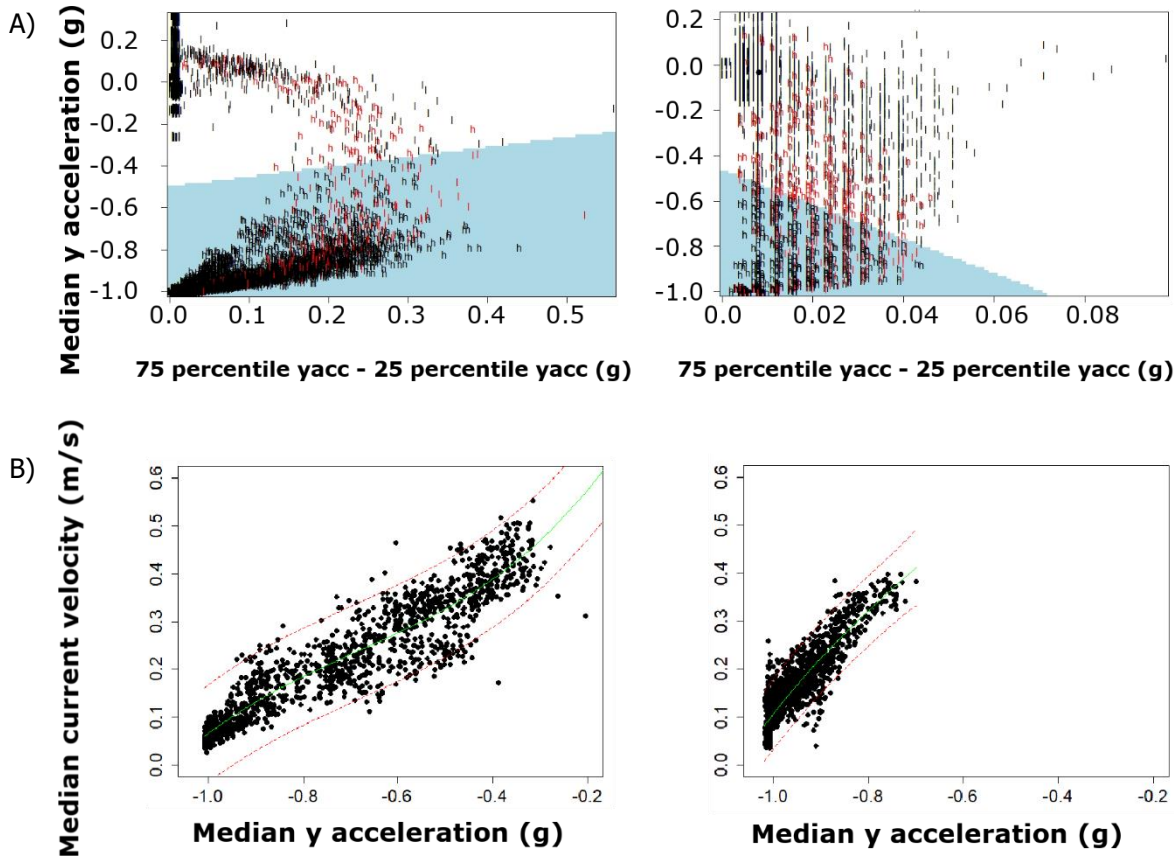 A)
Median y acceleration (g)
0.2
0.0
-0.2
-0.4
-0.6
-0.8
-1.0
0.0 0.1 0.2 0.3 0.4 0.5
75 percentile yacc - 25 percentile yacc (g)
0.2
0.0
-0.2
-0.4
-0.6
-0.8
-1.0
0.00 0.02 0.04 0.06 0.08
75 percentile yacc - 25 percentile yacc (g)
B)
Median current velocity (m/s)
0.6
0.5
0.4
0.3
0.2
0.1
0.0
-1.0 -0.8 -0.6 -0.4 -0.2
Median y acceleration (g)
0.6
0.5
0.4
0.3
0.2
0.1
0.0
-1.0 -0.8 -0.6 -0.4 -0.2
Median y acceleration (g)